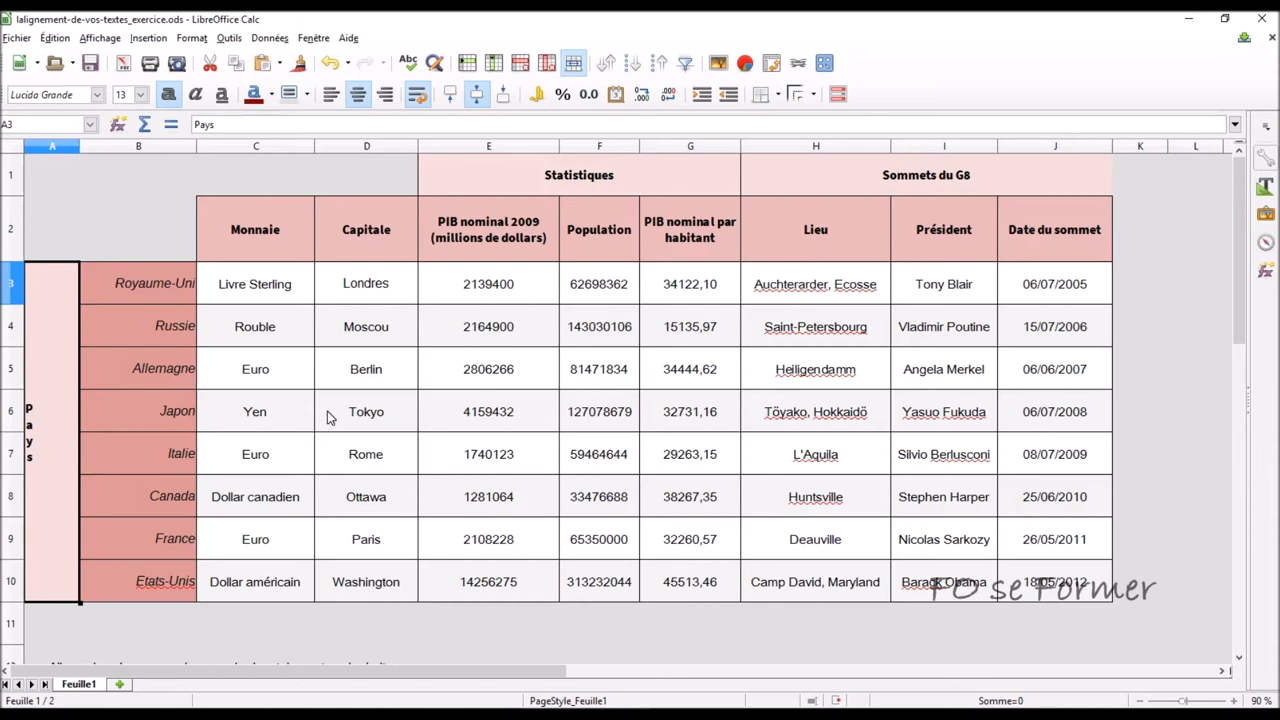 lalignement-de-vos-textes_exercice.ods - LibreOffice Calc
Fichier Édition Affichage Insertion Format Outils Données Fenêtre Aide
Lucida Grande 13
A3 Pays
A B C D E F G H I J K L
1 Statistiques Sommets du G8
2 Monnaie Capitale PIB nominal 2009 (millions de dollars) Population PIB nominal par habitant Lieu Président Date du sommet
Pays
3 Royaume-Uni Livre Sterling Londres 2139400 62698362 34122,10 Auchterarder, Ecosse Tony Blair 06/07/2005
4 Russie Rouble Moscou 2164900 143030106 15135,97 Saint-Petersbourg Vladimir Poutine 15/07/2006
5 Allemagne Euro Berlin 2806266 81471834 34444,62 Heiligendamm Angela Merkel 06/06/2007
6 Japon Yen Tokyo 4159432 127078679 32731,16 Töyako, Hokkaidö Yasuo Fukuda 06/07/2008
7 Italie Euro Rome 1740123 59464644 29263,15 L'Aquila Silvio Berlusconi 08/07/2009
8 Canada Dollar canadien Ottawa 1281064 33476688 38267,35 Huntsville Stephen Harper 25/06/2010
9 France Euro Paris 2108228 65350000 32260,57 Deauville Nicolas Sarkozy 26/05/2011
10 Etats-Unis Dollar américain Washington 14256275 313232044 45513,46 Camp David, Maryland Barack Obama 18/05/2012
se Former
11
Feuille1
Feuille 1 / 2 PageStyle_Feuille1 Somme=0 90 %